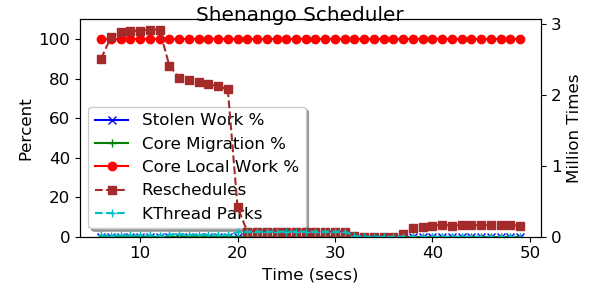 Shenango Scheduler
100
80
60
40
20
0
Percent
3
2
1
0
Million Times
Stolen Work %
Core Migration %
Core Local Work %
Reschedules
KThread Parks
10 20 30 40 50
Time (secs)